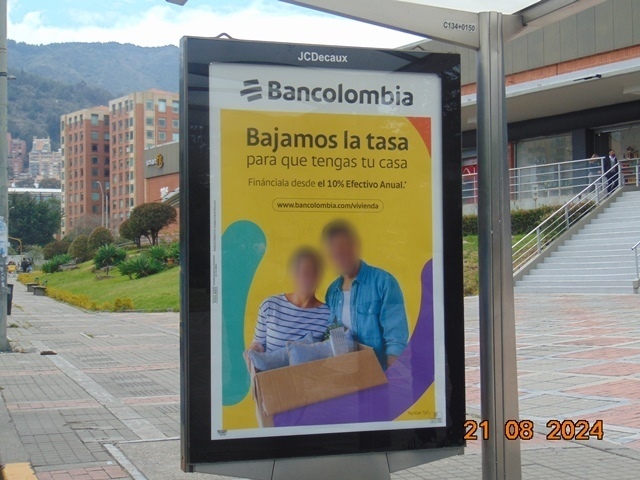 C134+0150
JCDecaux
Bancolombia
Bajamos la tasa
para que tengas tu casa
Fináncialа desde el 10% Efectivo Anual.*
www.bancolombia.com/vivienda
21 08 2024